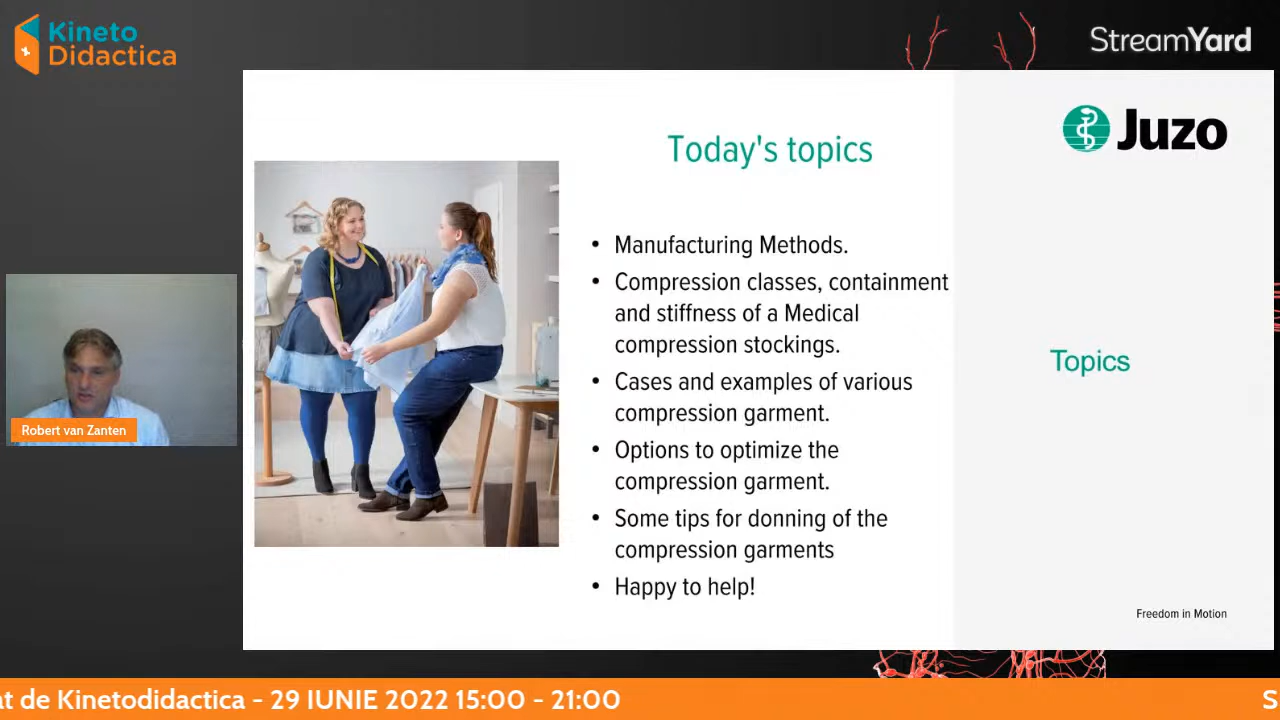 Kineto
Didactica
StreamYard
Juzo
Today's topics
• Manufacturing Methods.
• Compression classes, containment
and stiffness of a Medical
compression stockings.
• Cases and examples of various
compression garment.
• Options to optimize the
compression garment.
• Some tips for donning of the
compression garments
• Happy to help!
Topics
Robert van Zanten
Freedom in Motion
at de Kinetodidactica - 29 IUNIE 2022 15:00 - 21:00
S